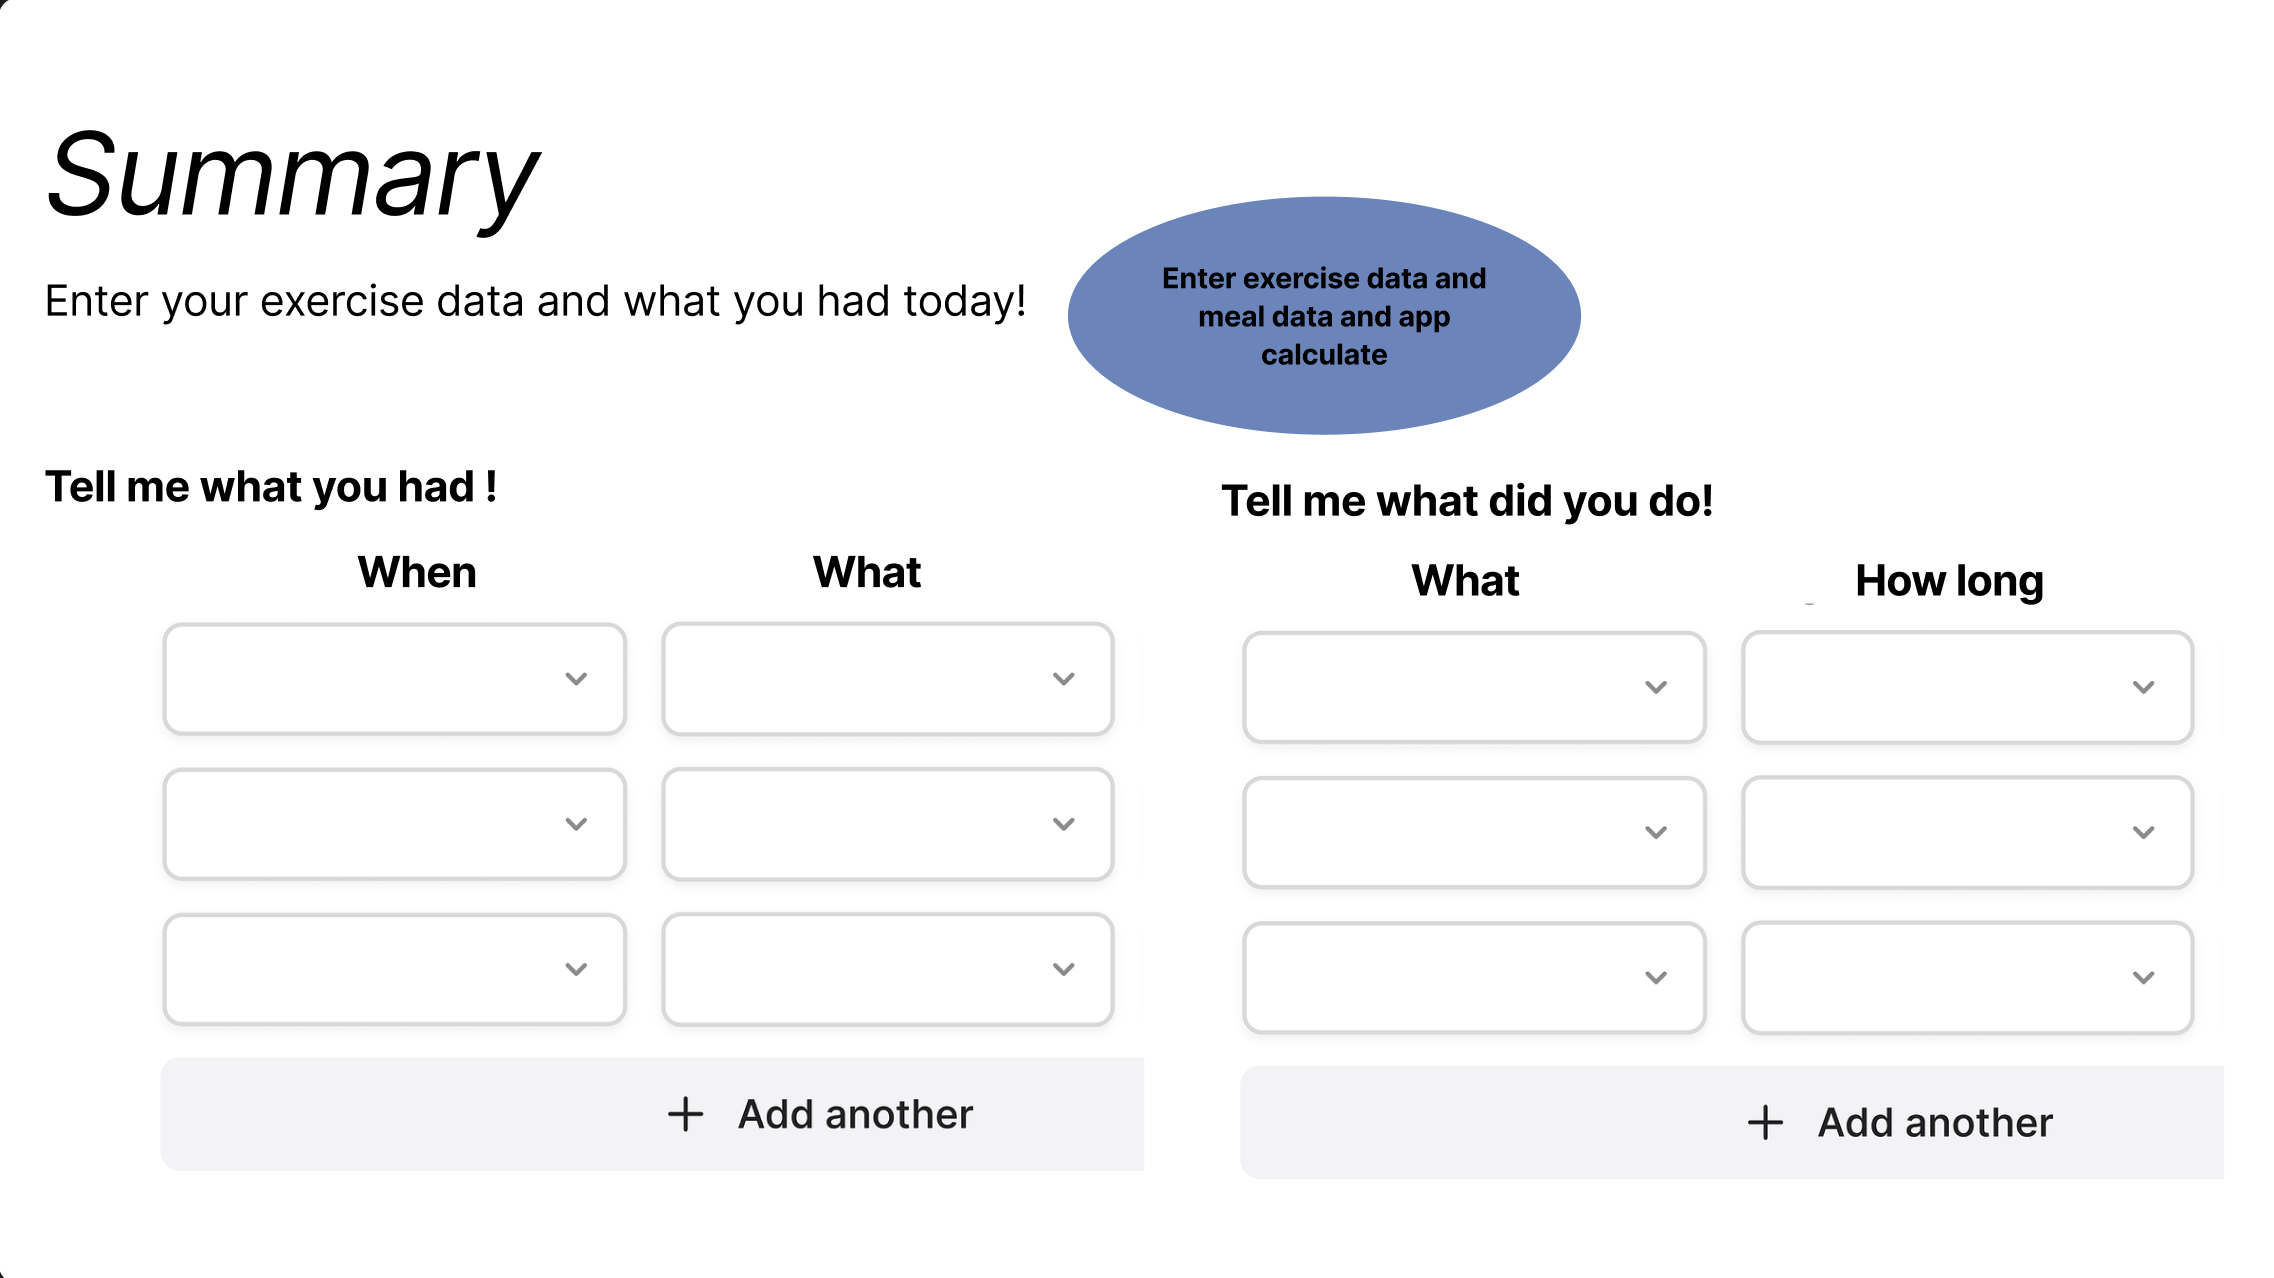 Summary
Enter your exercise data and what you had today!
Enter exercise data and
meal data and app
calculate
Tell me what you had !
When What
Add another
Tell me what did you do!
What How long
Add another